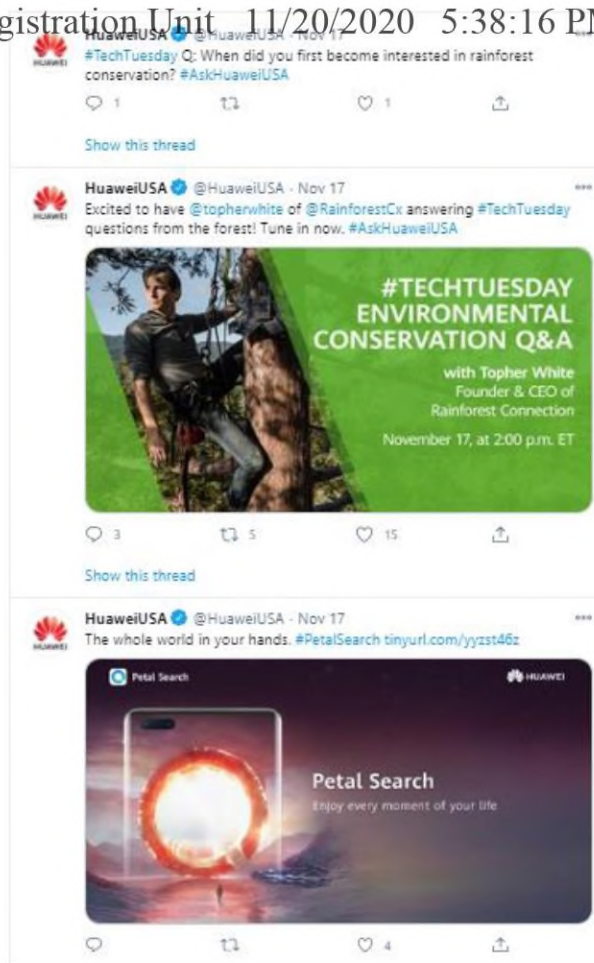 gistration Unit 11/20/2020 5:38:16 PM
HuaweiUSA @HuaweiUSA · Nov 17
#TechTuesday Q: When did you first become interested in rainforest
conservation? #AskHuaweiUSA
1 1
Show this thread
HuaweiUSA @HuaweiUSA · Nov 17
Excited to have @topherwhite of @RainforestCx answering #TechTuesday
questions from the forest! Tune in now. #AskHuaweiUSA
#TECHTUESDAY
ENVIRONMENTAL
CONSERVATION Q&A
with Topher White
Founder & CEO of
Rainforest Connection
November 17, at 2:00 p.m. ET
3 5 15
Show this thread
HuaweiUSA @HuaweiUSA · Nov 17
HUAWEI
The whole world in your hands. #PetalSearch tinyurl.com/yyzst46z
Petal Search HUAWEI
Petal Search
Enjoy every moment of your life
4